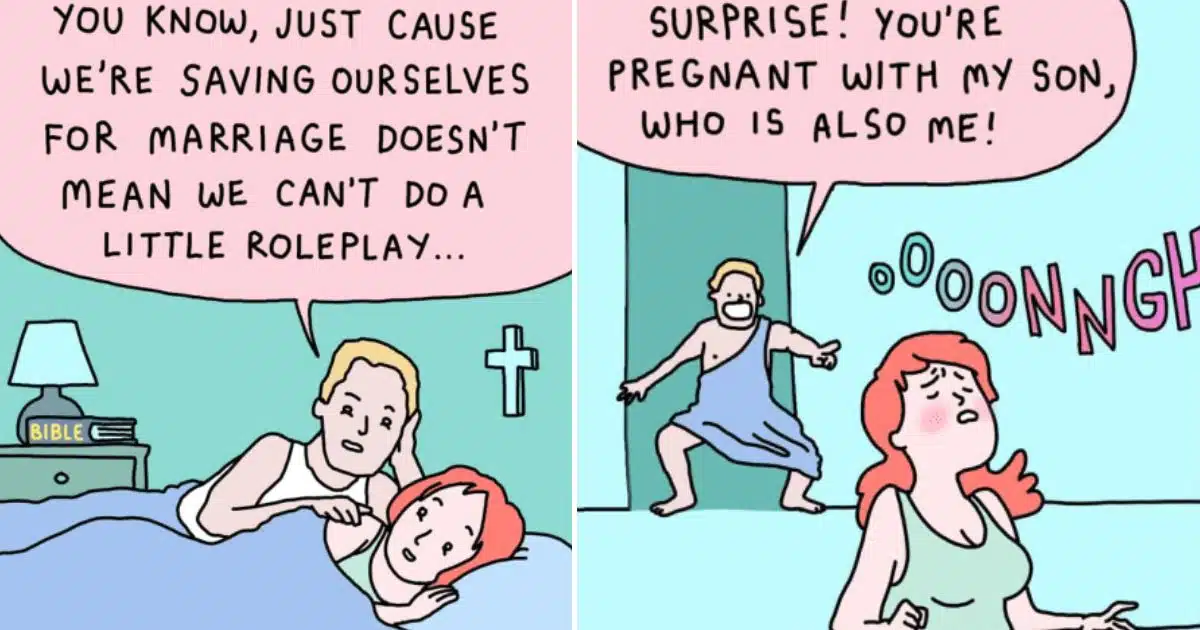 YOU KNOW, JUST CAUSE
WE'RE SAVING OURSELVES
FOR MARRIAGE DOESN'T
MEAN WE CAN'T DO A
LITTLE ROLEPLAY...
BIBLE
SURPRISE! YOU'RE
PREGNANT WITH MY SON,
WHO IS ALSO ME!
OOOONNGH